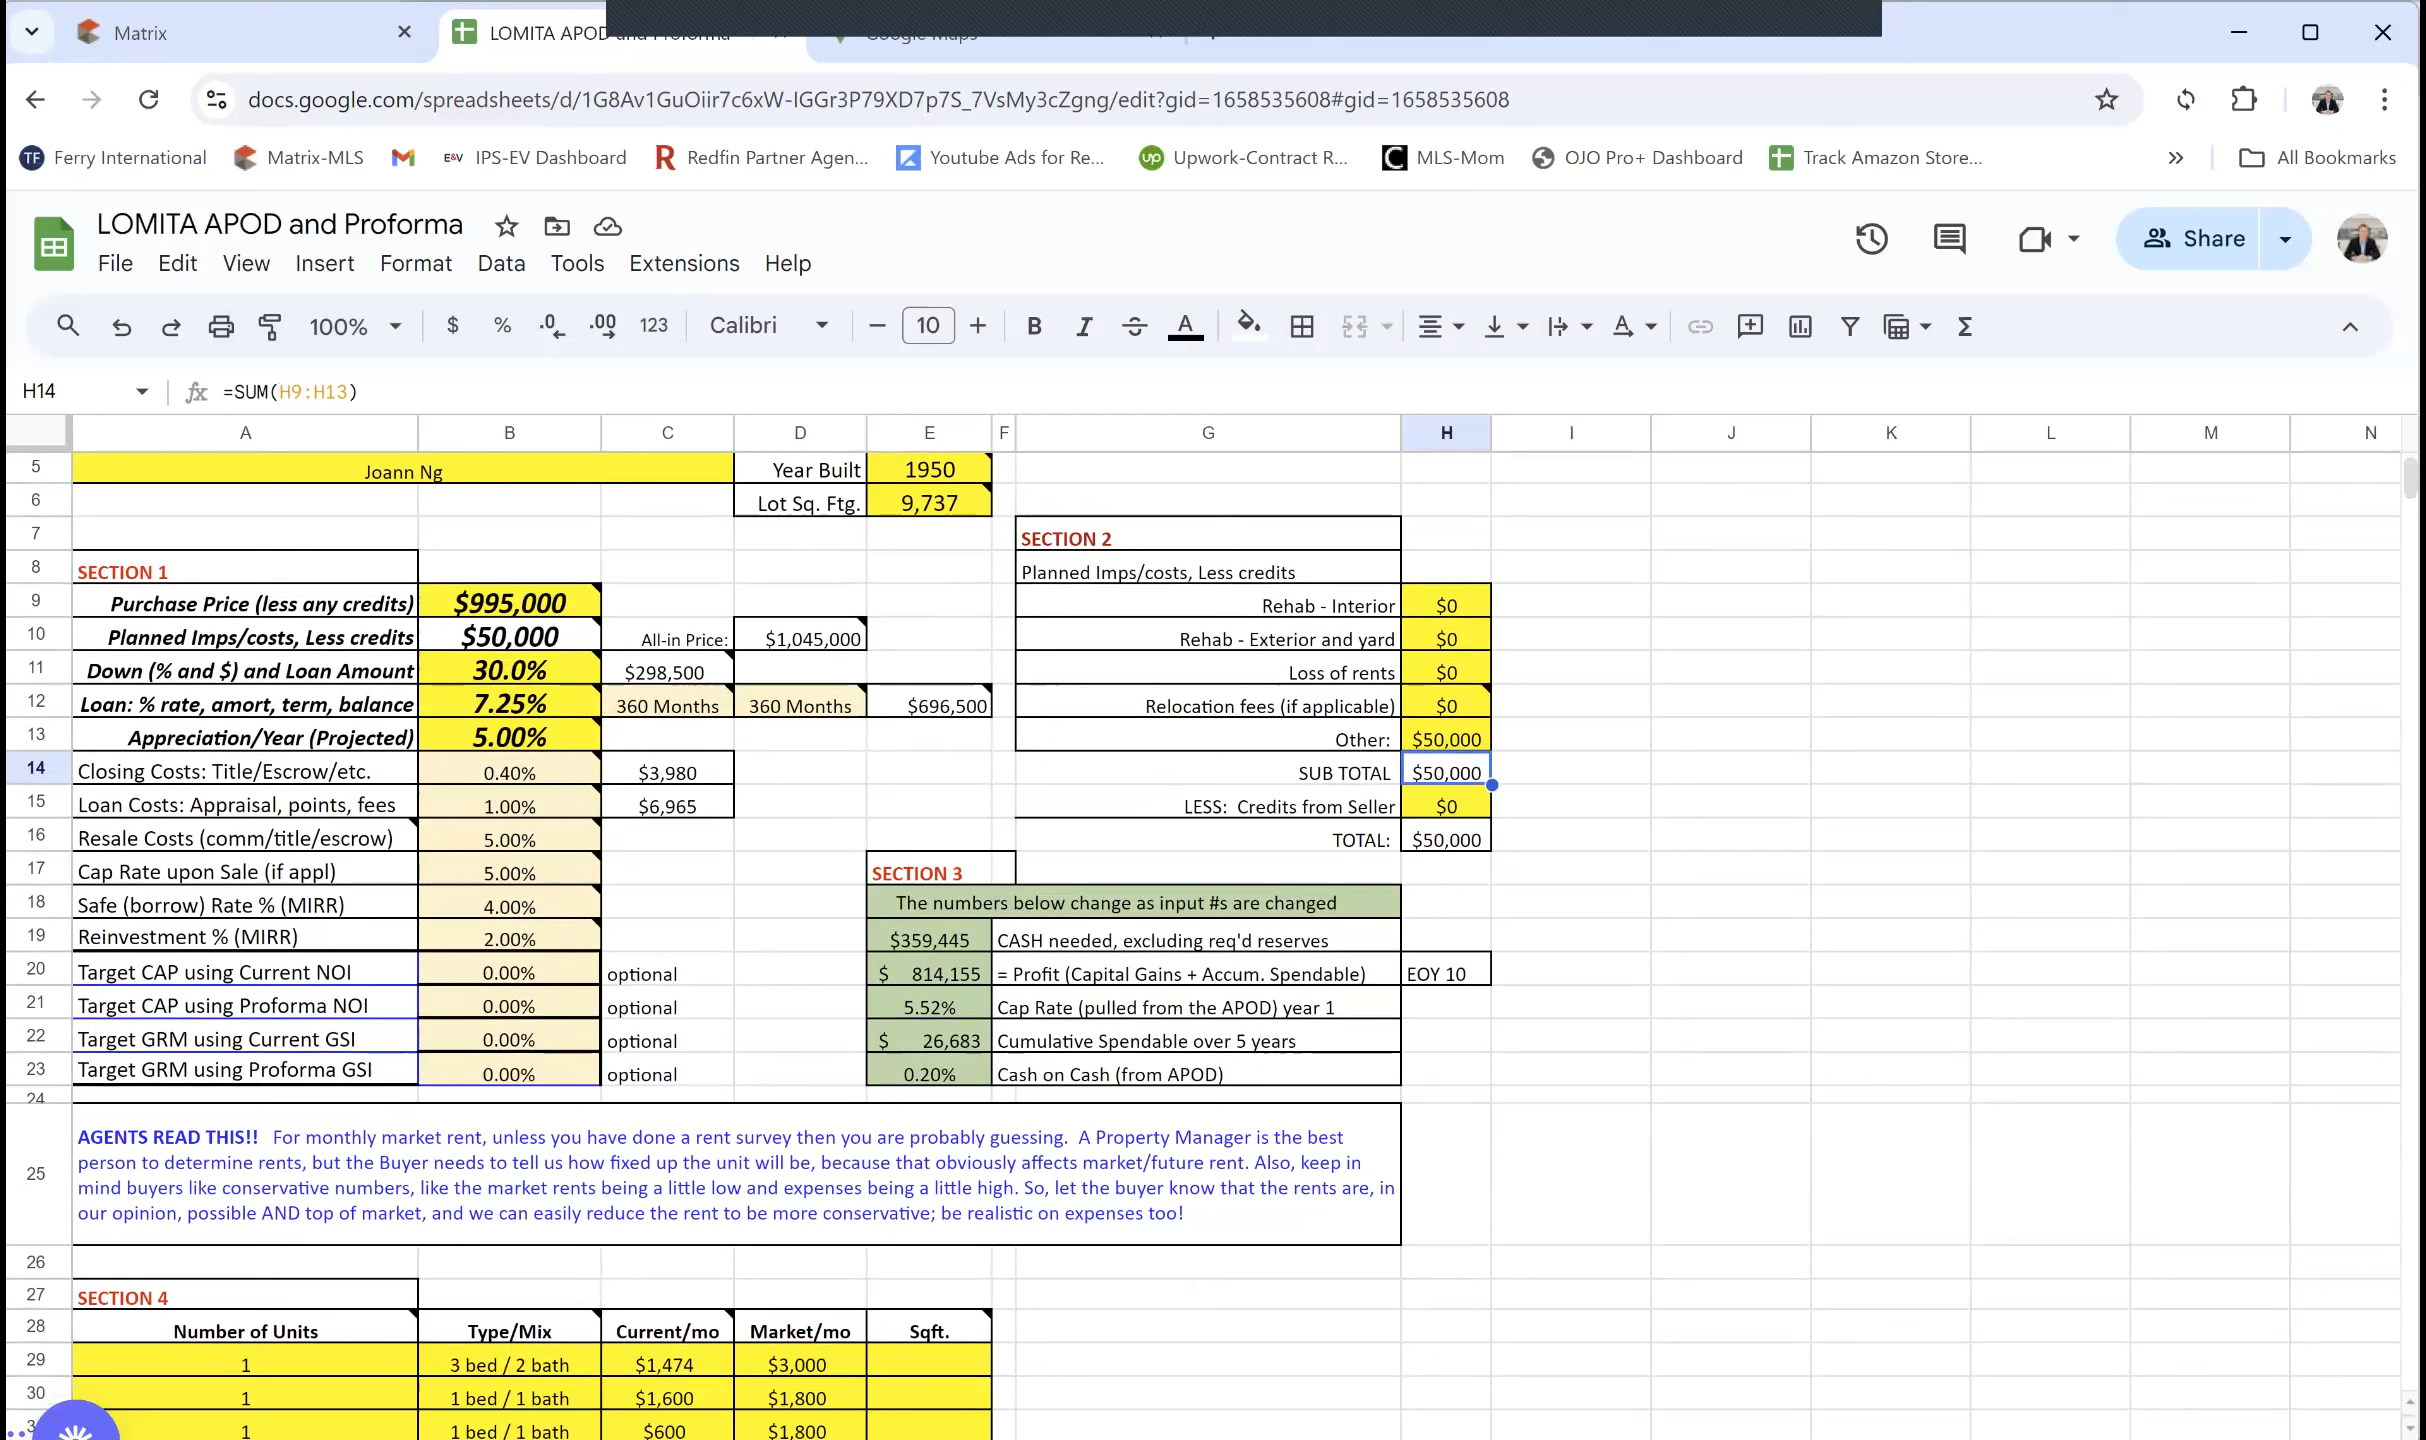 Matrix
LOMITA APOD and Proforma
Google Maps
docs.google.com/spreadsheets/d/1G8Av1GuOiir7c6xW-IGGr3P79XD7p7S_7VsMy3cZgng/edit?gid=1658535608#gid=1658535608
TF Ferry International Matrix-MLS E&V IPS-EV Dashboard Redfin Partner Agen... Youtube Ads for Re... up Upwork-Contract R... MLS-Mom OJO Pro+ Dashboard Track Amazon Store... » All Bookmarks
LOMITA APOD and Proforma
File Edit View Insert Format Data Tools Extensions Help
Share
100% $ % .0 .00 123 Calibri 10 B I A Σ
H14 fx =SUM(H9:H13)
A B C D E F G H I J K L M N
5 Joann Ng Year Built 1950
6 Lot Sq. Ftg. 9,737
7 SECTION 2
8 SECTION 1 Planned Imps/costs, Less credits
9 Purchase Price (less any credits) $995,000 Rehab - Interior $0
10 Planned Imps/costs, Less credits $50,000 All-in Price: $1,045,000 Rehab - Exterior and yard $0
11 Down (% and $) and Loan Amount 30.0% $298,500 Loss of rents $0
12 Loan: % rate, amort, term, balance 7.25% 360 Months 360 Months $696,500 Relocation fees (if applicable) $0
13 Appreciation/Year (Projected) 5.00% Other: $50,000
14 Closing Costs: Title/Escrow/etc. 0.40% $3,980 SUB TOTAL $50,000
15 Loan Costs: Appraisal, points, fees 1.00% $6,965 LESS: Credits from Seller $0
16 Resale Costs (comm/title/escrow) 5.00% TOTAL: $50,000
17 Cap Rate upon Sale (if appl) 5.00% SECTION 3
18 Safe (borrow) Rate % (MIRR) 4.00% The numbers below change as input #s are changed
19 Reinvestment % (MIRR) 2.00% $359,445 CASH needed, excluding req'd reserves
20 Target CAP using Current NOI 0.00% optional $ 814,155 = Profit (Capital Gains + Accum. Spendable) EOY 10
21 Target CAP using Proforma NOI 0.00% optional 5.52% Cap Rate (pulled from the APOD) year 1
22 Target GRM using Current GSI 0.00% optional $ 26,683 Cumulative Spendable over 5 years
23 Target GRM using Proforma GSI 0.00% optional 0.20% Cash on Cash (from APOD)
24
AGENTS READ THIS!! For monthly market rent, unless you have done a rent survey then you are probably guessing. A Property Manager is the best
25 person to determine rents, but the Buyer needs to tell us how fixed up the unit will be, because that obviously affects market/future rent. Also, keep in
mind buyers like conservative numbers, like the market rents being a little low and expenses being a little high. So, let the buyer know that the rents are, in
our opinion, possible AND top of market, and we can easily reduce the rent to be more conservative; be realistic on expenses too!
26
27 SECTION 4
28 Number of Units Type/Mix Current/mo Market/mo Sqft.
29 1 3 bed / 2 bath $1,474 $3,000
30 1 1 bed / 1 bath $1,600 $1,800
1 1 bed / 1 bath $600 $1,800